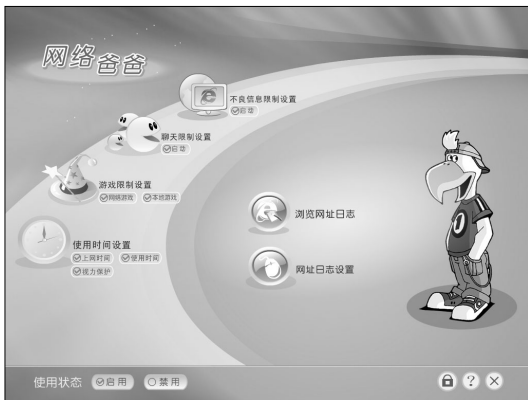 网络爸爸
不良信息限制设置
启动
聊天限制设置
启动
游戏限制设置
网络游戏 本地游戏
使用时间设置
上网时间 使用时间
视力保护
浏览网址日志
网址日志设置
使用状态 启用 禁用
?